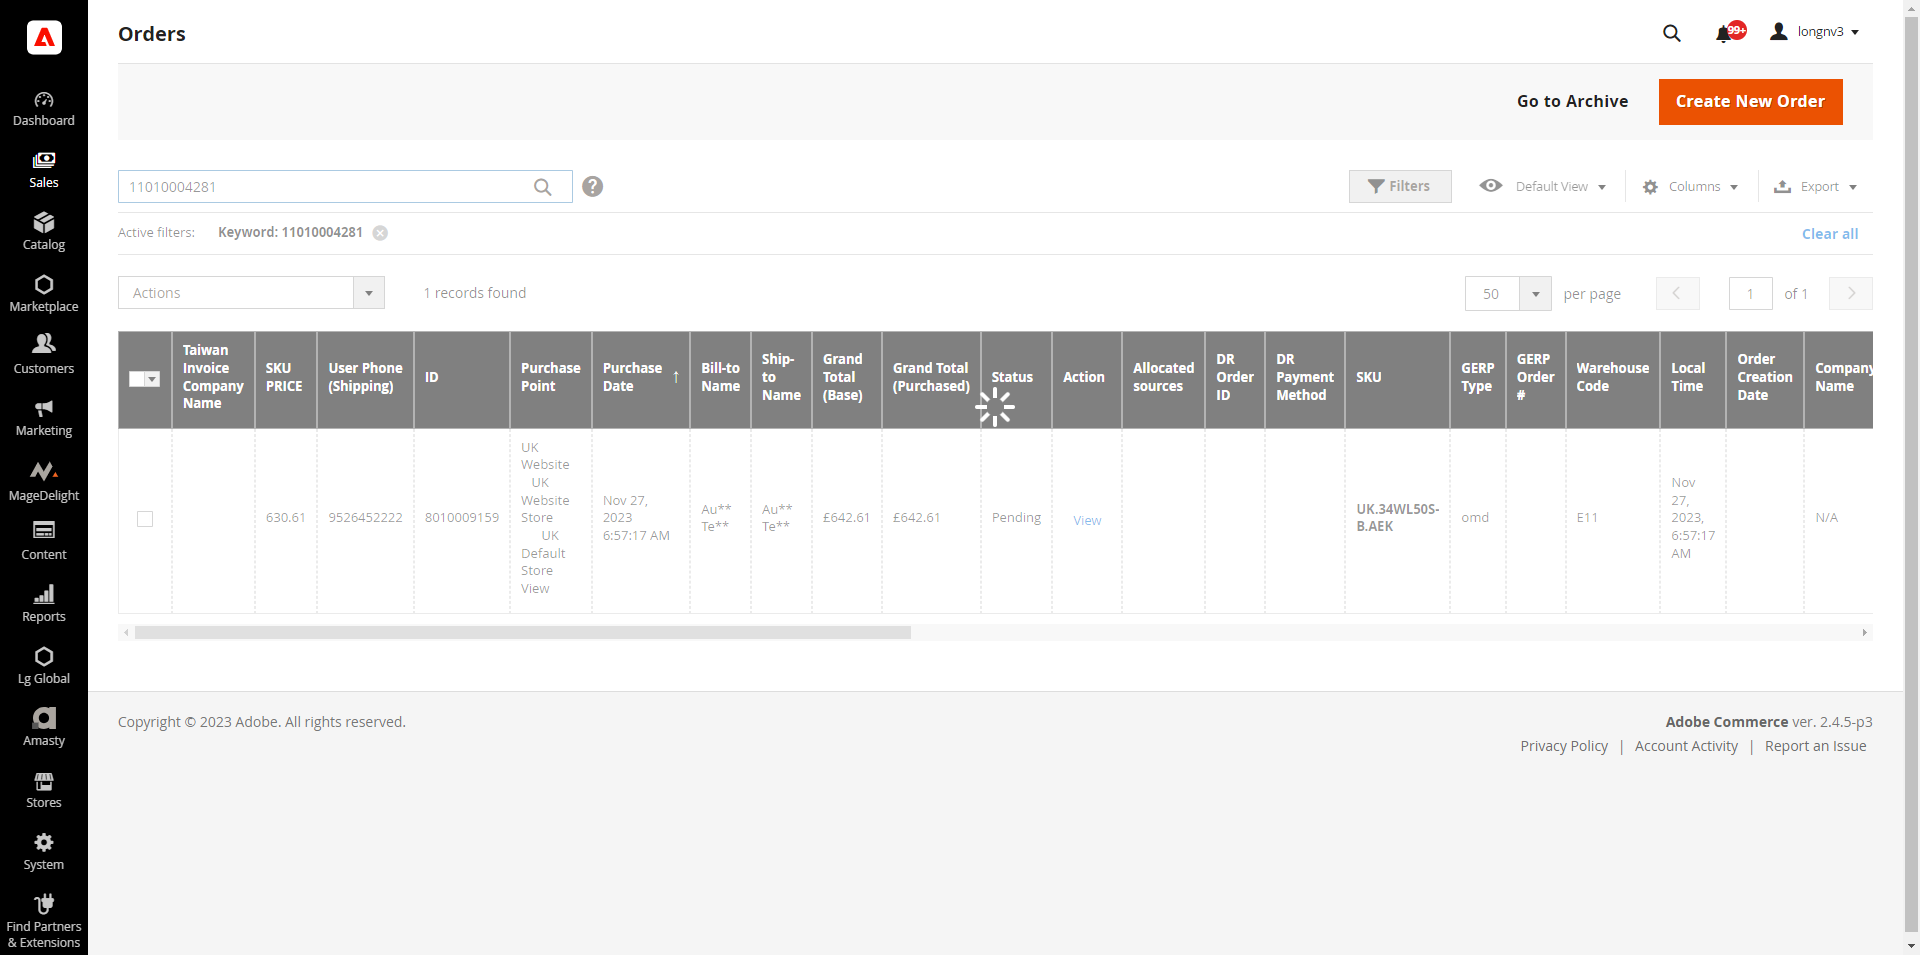 Orders
99+
longnv3
Go to Archive
Create New Order
Dashboard
Sales
Catalog
Marketplace
Customers
Marketing
MageDelight
Content
Reports
Lg Global
Amasty
Stores
System
Find Partners
& Extensions
11010004281
?
Filters
Default View
Columns
Export
Active filters:
Keyword: 11010004281
Clear all
Actions
1 records found
50
per page
1
of 1
Taiwan
Invoice
Company
Name
SKU
PRICE
User Phone
(Shipping)
ID
Purchase
Point
Purchase
Date
↑
Bill-to
Name
Ship-
to
Name
Grand
Total
(Base)
Grand Total
(Purchased)
Status
Action
Allocated
sources
DR
Order
ID
DR
Payment
Method
SKU
GERP
Type
GERP
Order
#
Warehouse
Code
Local
Time
Order
Creation
Date
Company
Name
630.61
9526452222
8010009159
UK
Website
UK
Website
Store
UK
Default
Store
View
Nov 27,
2023
6:57:17 AM
Au**
Te**
Au**
Te**
£642.61
£642.61
Pending
View
UK.34WL50S-
B.AEK
omd
E11
Nov
27,
2023,
6:57:17
AM
N/A
Copyright © 2023 Adobe. All rights reserved.
Adobe Commerce ver. 2.4.5-p3
Privacy Policy | Account Activity | Report an Issue